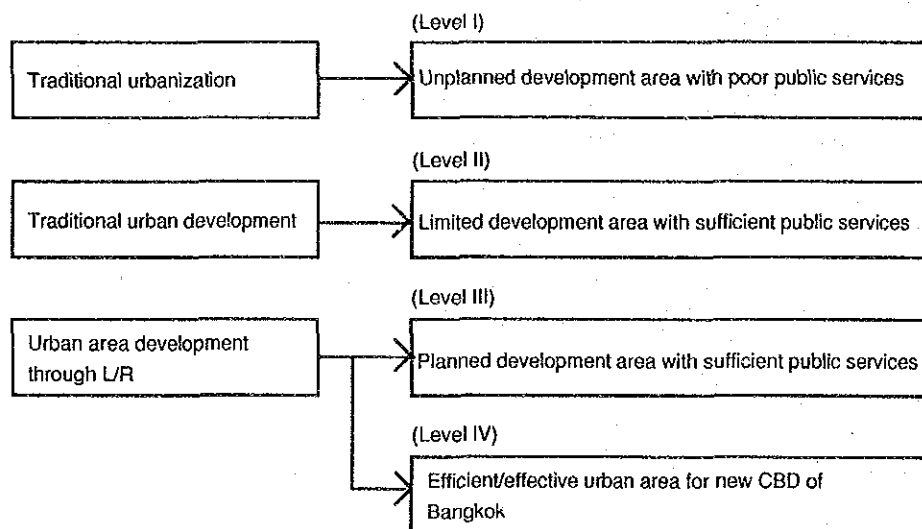 (Level I)
Traditional urbanization
Unplanned development area with poor public services
(Level II)
Traditional urban development
Limited development area with sufficient public services
(Level III)
Urban area development
through L/R
Planned development area with sufficient public services
(Level IV)
Efficient/effective urban area for new CBD of
Bangkok